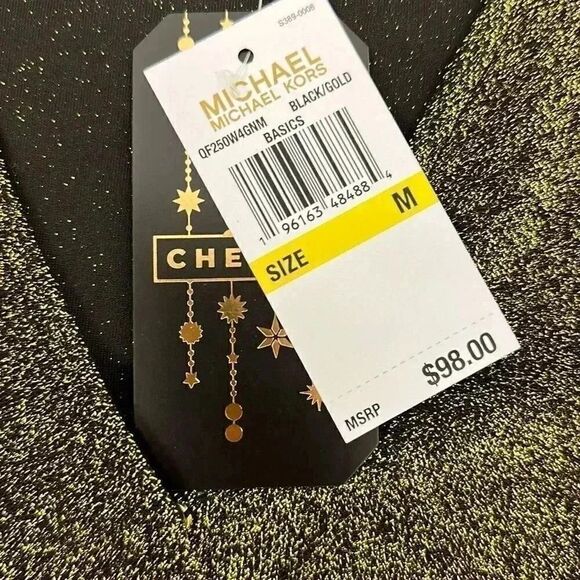 S389-0008
MICHAEL
MICHAEL KORS
QF250W4GNM BLACK/GOLD
BASICS
1 96163 48488 4
SIZE M
MSRP $98.00
CHE